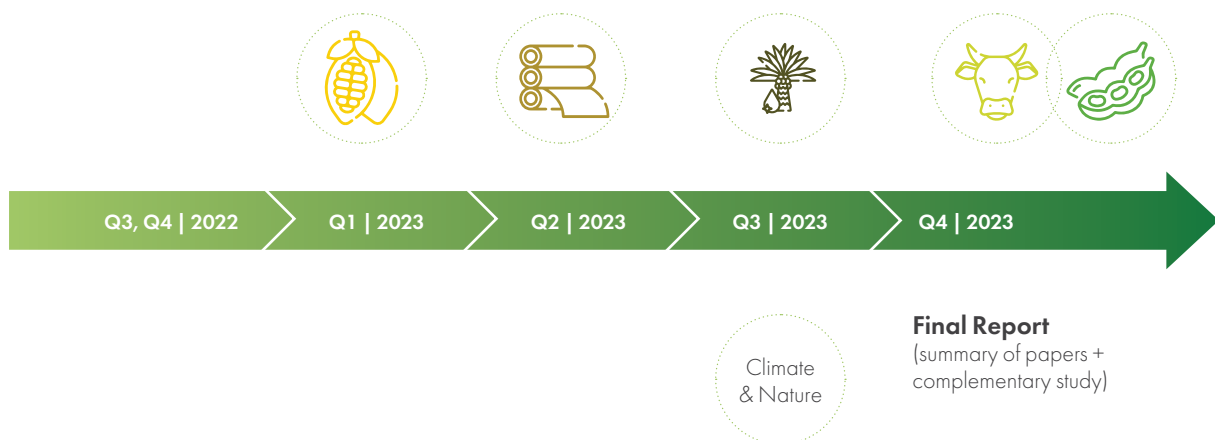 Q3, Q4 | 2022
Q1 | 2023
Q2 | 2023
Q3 | 2023
Q4 | 2023
Climate
& Nature
Final Report
(summary of papers +
complementary study)